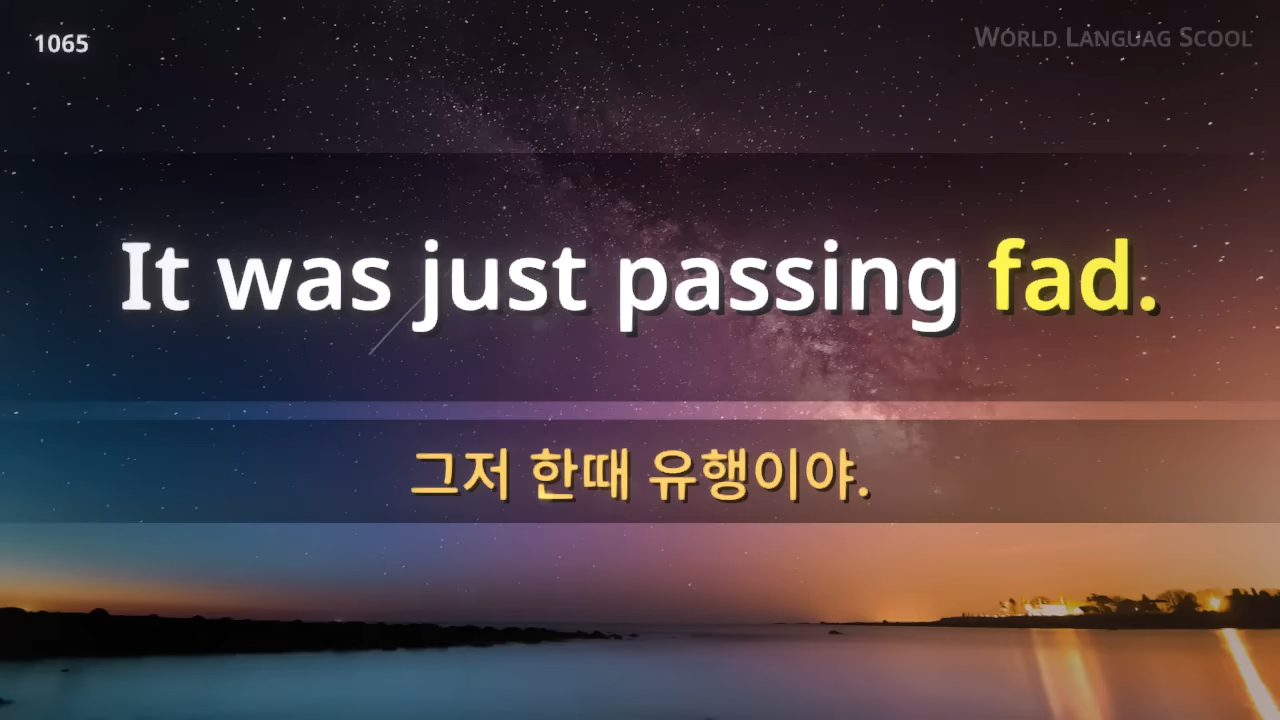 1065
World Languag Scool
It was just passing fad.
그저 한때 유행이야.